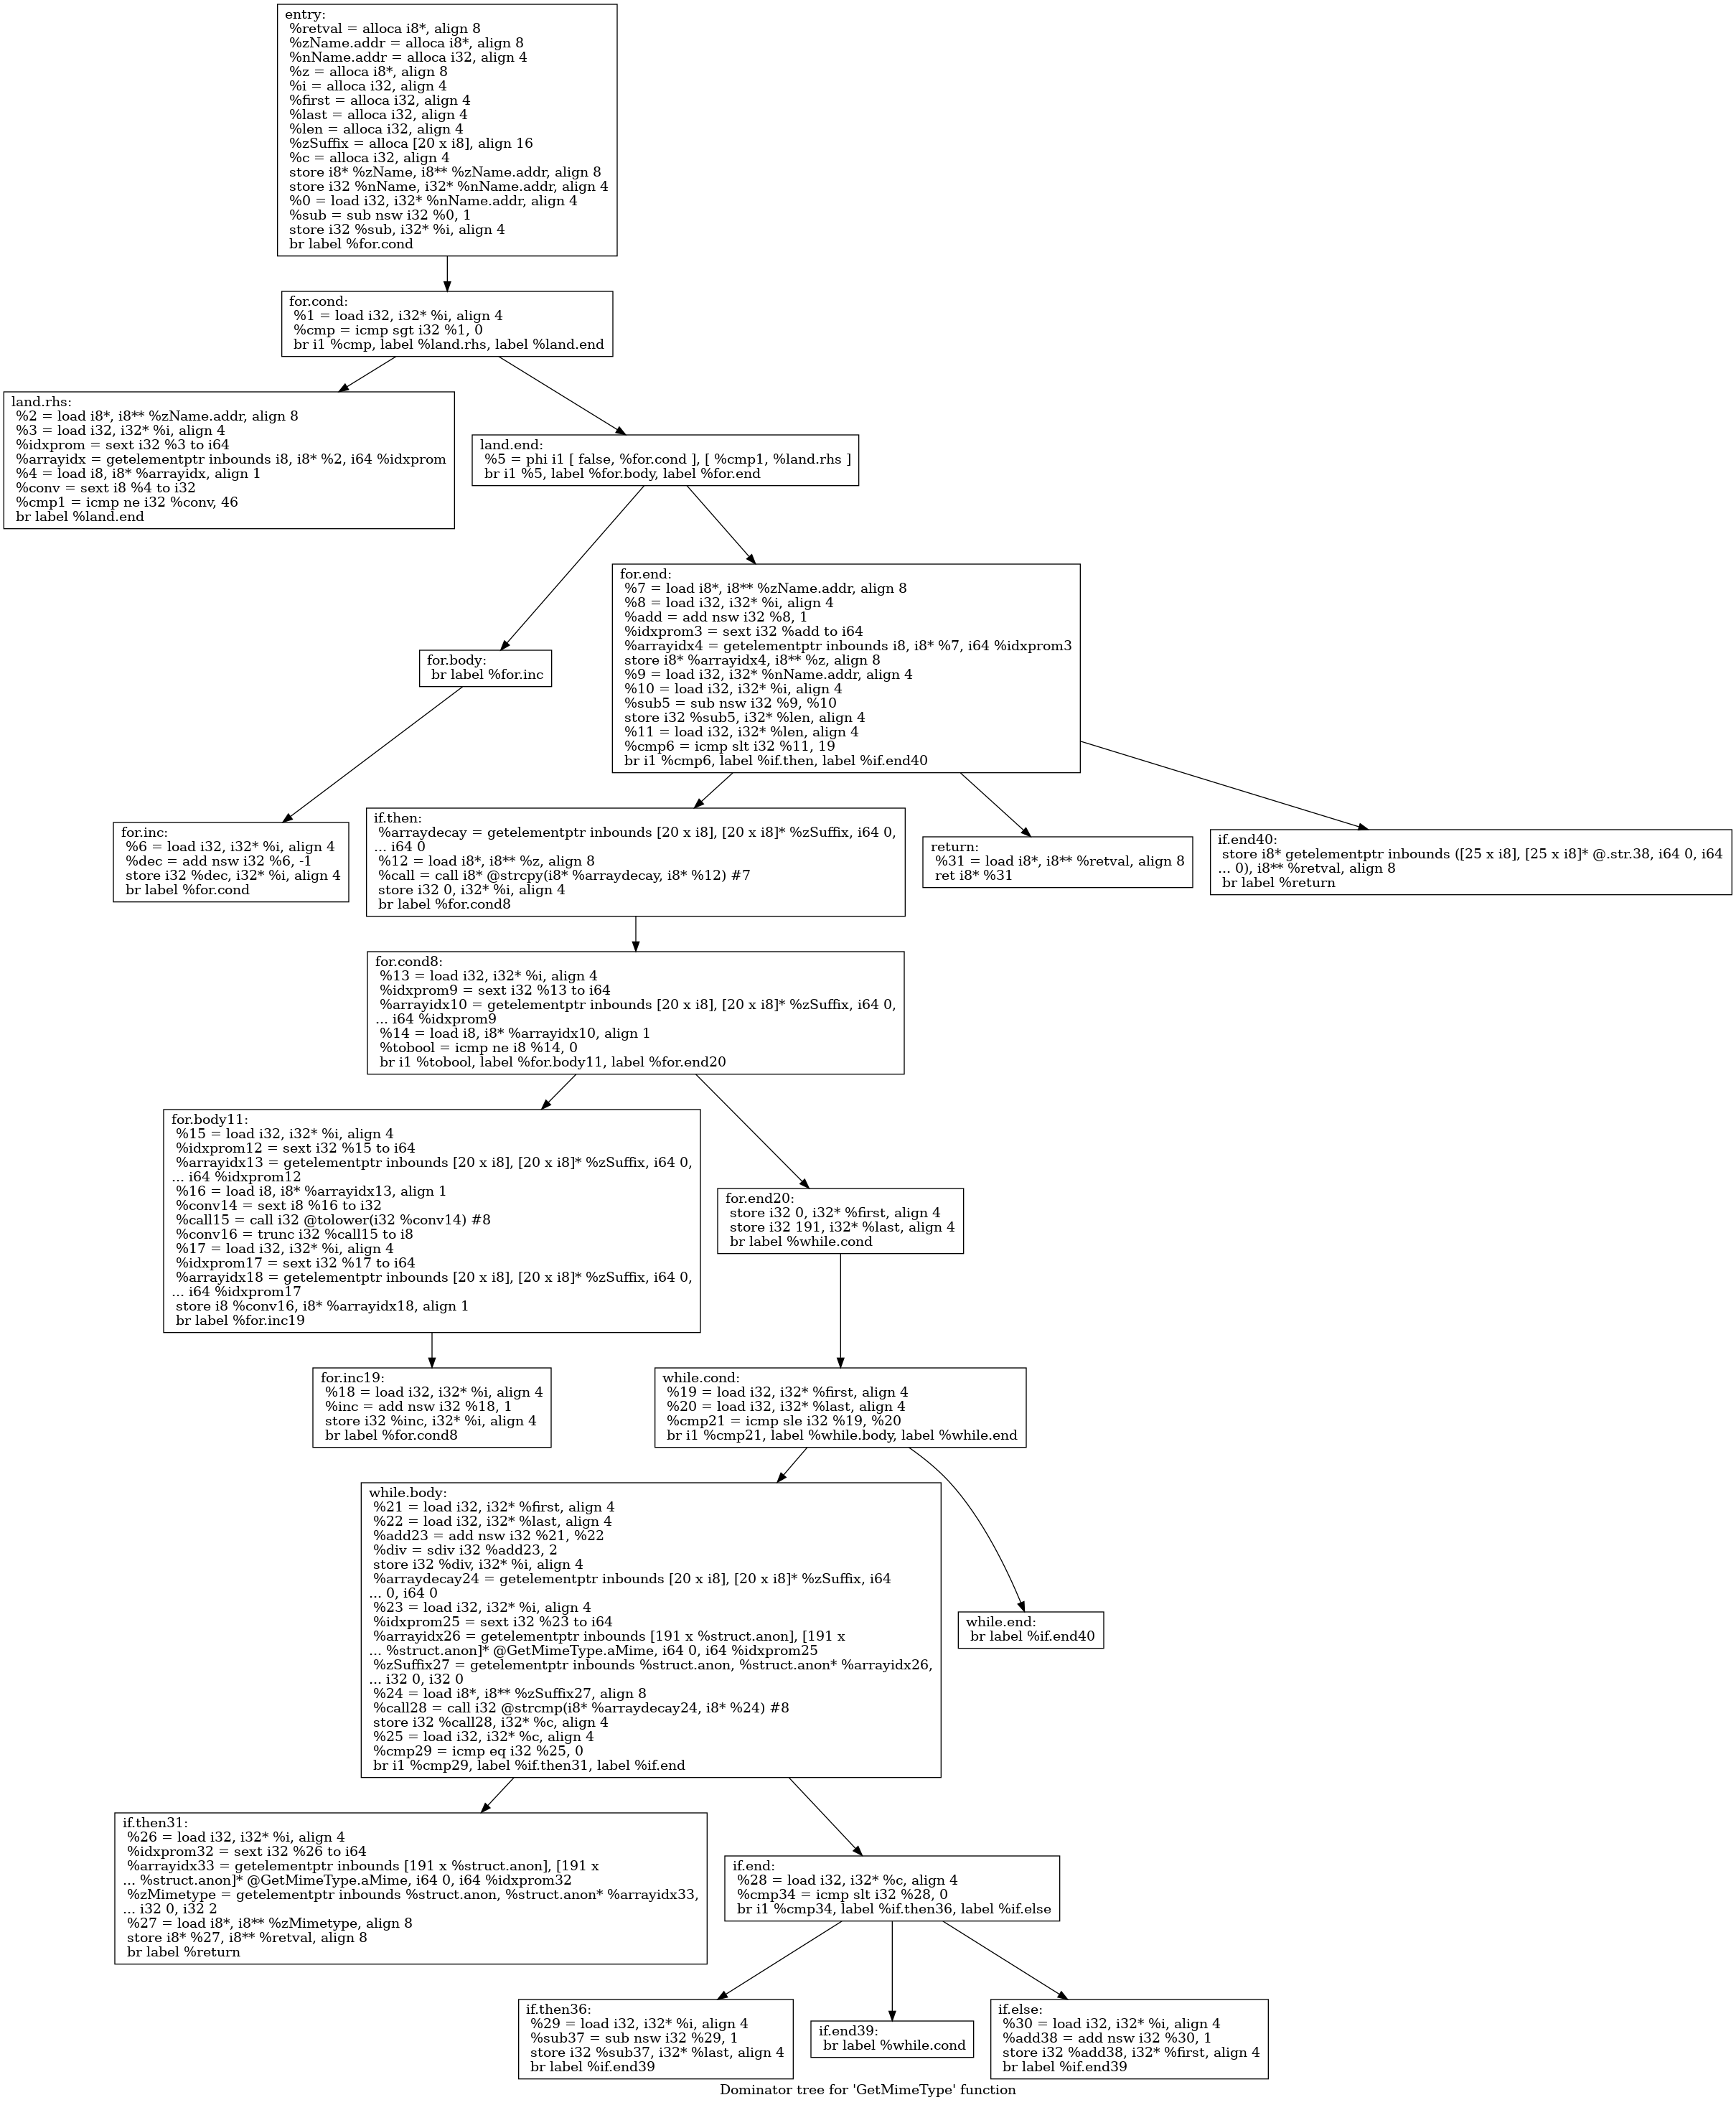 entry:
%retval = alloca i8*, align 8
%zName.addr = alloca i8*, align 8
%nName.addr = alloca i32, align 4
%z = alloca i8*, align 8
%i = alloca i32, align 4
%first = alloca i32, align 4
%last = alloca i32, align 4
%len = alloca i32, align 4
%zSuffix = alloca [20 x i8], align 16
%c = alloca i32, align 4
store i8* %zName, i8** %zName.addr, align 8
store i32 %nName, i32* %nName.addr, align 4
%0 = load i32, i32* %nName.addr, align 4
%sub = sub nsw i32 %0, 1
store i32 %sub, i32* %i, align 4
br label %for.cond
for.cond:
%1 = load i32, i32* %i, align 4
%cmp = icmp sgt i32 %1, 0
br i1 %cmp, label %land.rhs, label %land.end
land.rhs:
%2 = load i8*, i8** %zName.addr, align 8
%3 = load i32, i32* %i, align 4
%idxprom = sext i32 %3 to i64
%arrayidx = getelementptr inbounds i8, i8* %2, i64 %idxprom
%4 = load i8, i8* %arrayidx, align 1
%conv = sext i8 %4 to i32
%cmp1 = icmp ne i32 %conv, 46
br label %land.end
land.end:
%5 = phi i1 [ false, %for.cond ], [ %cmp1, %land.rhs ]
br i1 %5, label %for.body, label %for.end
for.body:
br label %for.inc
for.end:
%7 = load i8*, i8** %zName.addr, align 8
%8 = load i32, i32* %i, align 4
%add = add nsw i32 %8, 1
%idxprom3 = sext i32 %add to i64
%arrayidx4 = getelementptr inbounds i8, i8* %7, i64 %idxprom3
store i8* %arrayidx4, i8** %z, align 8
%9 = load i32, i32* %nName.addr, align 4
%10 = load i32, i32* %i, align 4
%sub5 = sub nsw i32 %9, %10
store i32 %sub5, i32* %len, align 4
%11 = load i32, i32* %len, align 4
%cmp6 = icmp slt i32 %11, 19
br i1 %cmp6, label %if.then, label %if.end40
for.inc:
%6 = load i32, i32* %i, align 4
%dec = add nsw i32 %6, -1
store i32 %dec, i32* %i, align 4
br label %for.cond
if.then:
%arraydecay = getelementptr inbounds [20 x i8], [20 x i8]* %zSuffix, i64 0,
... i64 0
%12 = load i8*, i8** %z, align 8
%call = call i8* @strcpy(i8* %arraydecay, i8* %12) #7
store i32 0, i32* %i, align 4
br label %for.cond8
return:
%31 = load i8*, i8** %retval, align 8
ret i8* %31
if.end40:
store i8* getelementptr inbounds ([25 x i8], [25 x i8]* @.str.38, i64 0, i64
... 0), i8** %retval, align 8
br label %return
for.cond8:
%13 = load i32, i32* %i, align 4
%idxprom9 = sext i32 %13 to i64
%arrayidx10 = getelementptr inbounds [20 x i8], [20 x i8]* %zSuffix, i64 0,
... i64 %idxprom9
%14 = load i8, i8* %arrayidx10, align 1
%tobool = icmp ne i8 %14, 0
br i1 %tobool, label %for.body11, label %for.end20
for.body11:
%15 = load i32, i32* %i, align 4
%idxprom12 = sext i32 %15 to i64
%arrayidx13 = getelementptr inbounds [20 x i8], [20 x i8]* %zSuffix, i64 0,
... i64 %idxprom12
%16 = load i8, i8* %arrayidx13, align 1
%conv14 = sext i8 %16 to i32
%call15 = call i32 @tolower(i32 %conv14) #8
%conv16 = trunc i32 %call15 to i8
%17 = load i32, i32* %i, align 4
%idxprom17 = sext i32 %17 to i64
%arrayidx18 = getelementptr inbounds [20 x i8], [20 x i8]* %zSuffix, i64 0,
... i64 %idxprom17
store i8 %conv16, i8* %arrayidx18, align 1
br label %for.inc19
for.end20:
store i32 0, i32* %first, align 4
store i32 191, i32* %last, align 4
br label %while.cond
for.inc19:
%18 = load i32, i32* %i, align 4
%inc = add nsw i32 %18, 1
store i32 %inc, i32* %i, align 4
br label %for.cond8
while.cond:
%19 = load i32, i32* %first, align 4
%20 = load i32, i32* %last, align 4
%cmp21 = icmp sle i32 %19, %20
br i1 %cmp21, label %while.body, label %while.end
while.body:
%21 = load i32, i32* %first, align 4
%22 = load i32, i32* %last, align 4
%add23 = add nsw i32 %21, %22
%div = sdiv i32 %add23, 2
store i32 %div, i32* %i, align 4
%arraydecay24 = getelementptr inbounds [20 x i8], [20 x i8]* %zSuffix, i64
... 0, i64 0
%23 = load i32, i32* %i, align 4
%idxprom25 = sext i32 %23 to i64
%arrayidx26 = getelementptr inbounds [191 x %struct.anon], [191 x
... %struct.anon]* @GetMimeType.aMime, i64 0, i64 %idxprom25
%zSuffix27 = getelementptr inbounds %struct.anon, %struct.anon* %arrayidx26,
... i32 0, i32 0
%24 = load i8*, i8** %zSuffix27, align 8
%call28 = call i32 @strcmp(i8* %arraydecay24, i8* %24) #8
store i32 %call28, i32* %c, align 4
%25 = load i32, i32* %c, align 4
%cmp29 = icmp eq i32 %25, 0
br i1 %cmp29, label %if.then31, label %if.end
while.end:
br label %if.end40
if.then31:
%26 = load i32, i32* %i, align 4
%idxprom32 = sext i32 %26 to i64
%arrayidx33 = getelementptr inbounds [191 x %struct.anon], [191 x
... %struct.anon]* @GetMimeType.aMime, i64 0, i64 %idxprom32
%zMimetype = getelementptr inbounds %struct.anon, %struct.anon* %arrayidx33,
... i32 0, i32 2
%27 = load i8*, i8** %zMimetype, align 8
store i8* %27, i8** %retval, align 8
br label %return
if.end:
%28 = load i32, i32* %c, align 4
%cmp34 = icmp slt i32 %28, 0
br i1 %cmp34, label %if.then36, label %if.else
if.then36:
%29 = load i32, i32* %i, align 4
%sub37 = sub nsw i32 %29, 1
store i32 %sub37, i32* %last, align 4
br label %if.end39
if.end39:
br label %while.cond
if.else:
%30 = load i32, i32* %i, align 4
%add38 = add nsw i32 %30, 1
store i32 %add38, i32* %first, align 4
br label %if.end39
Dominator tree for 'GetMimeType' function